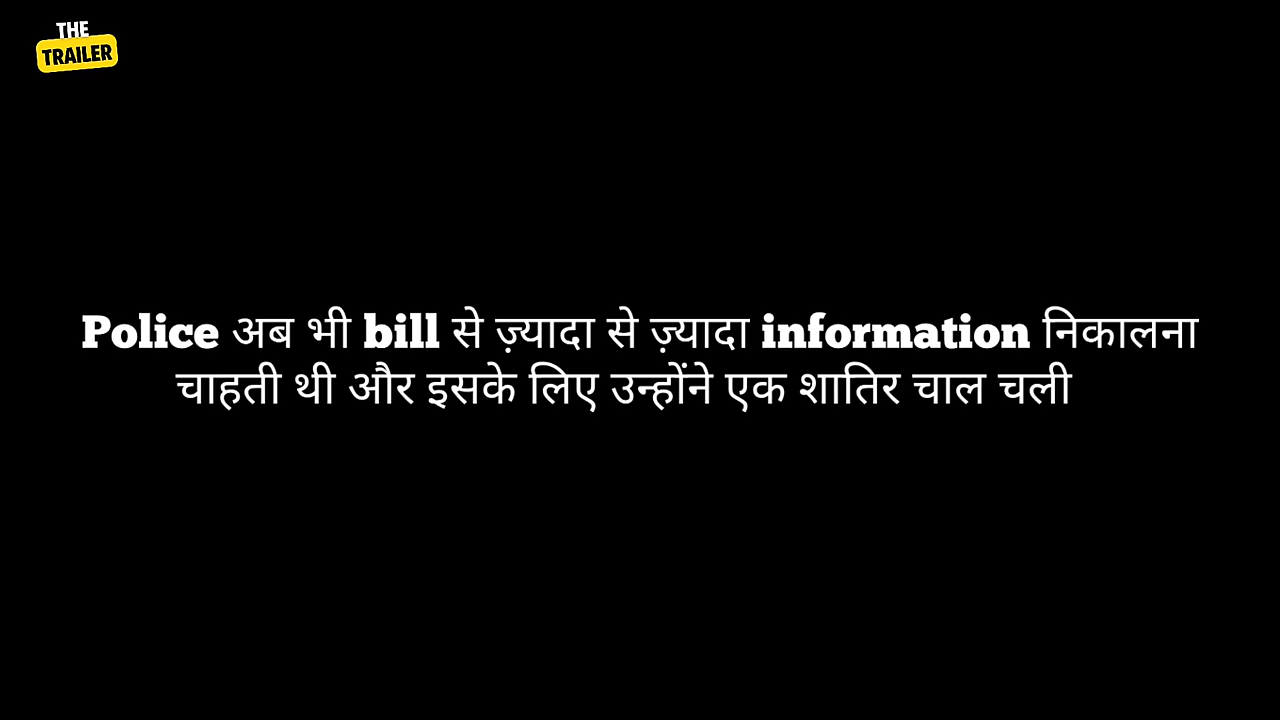 THE
TRAILER
Police अब भी bill से ज़्यादा से ज़्यादा information निकालना
चाहती थी और इसके लिए उन्होंने एक शातिर चाल चली